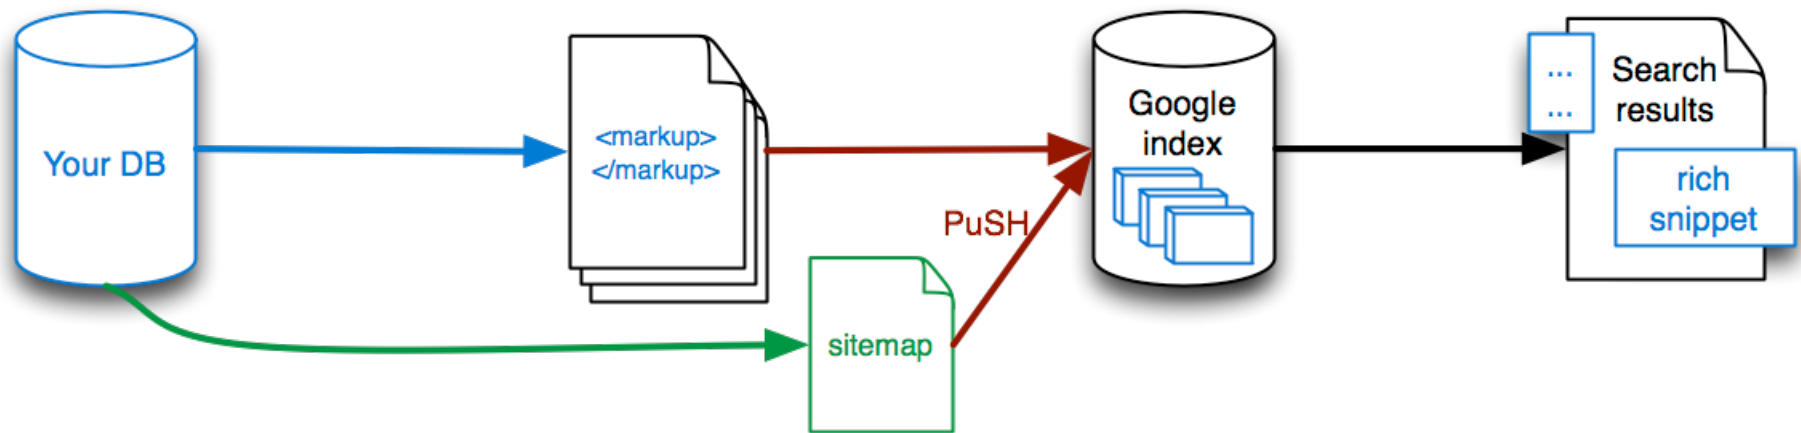 Your DB
<markup>
</markup>
PuSH
sitemap
Google
index
...
...
Search
results
rich
snippet